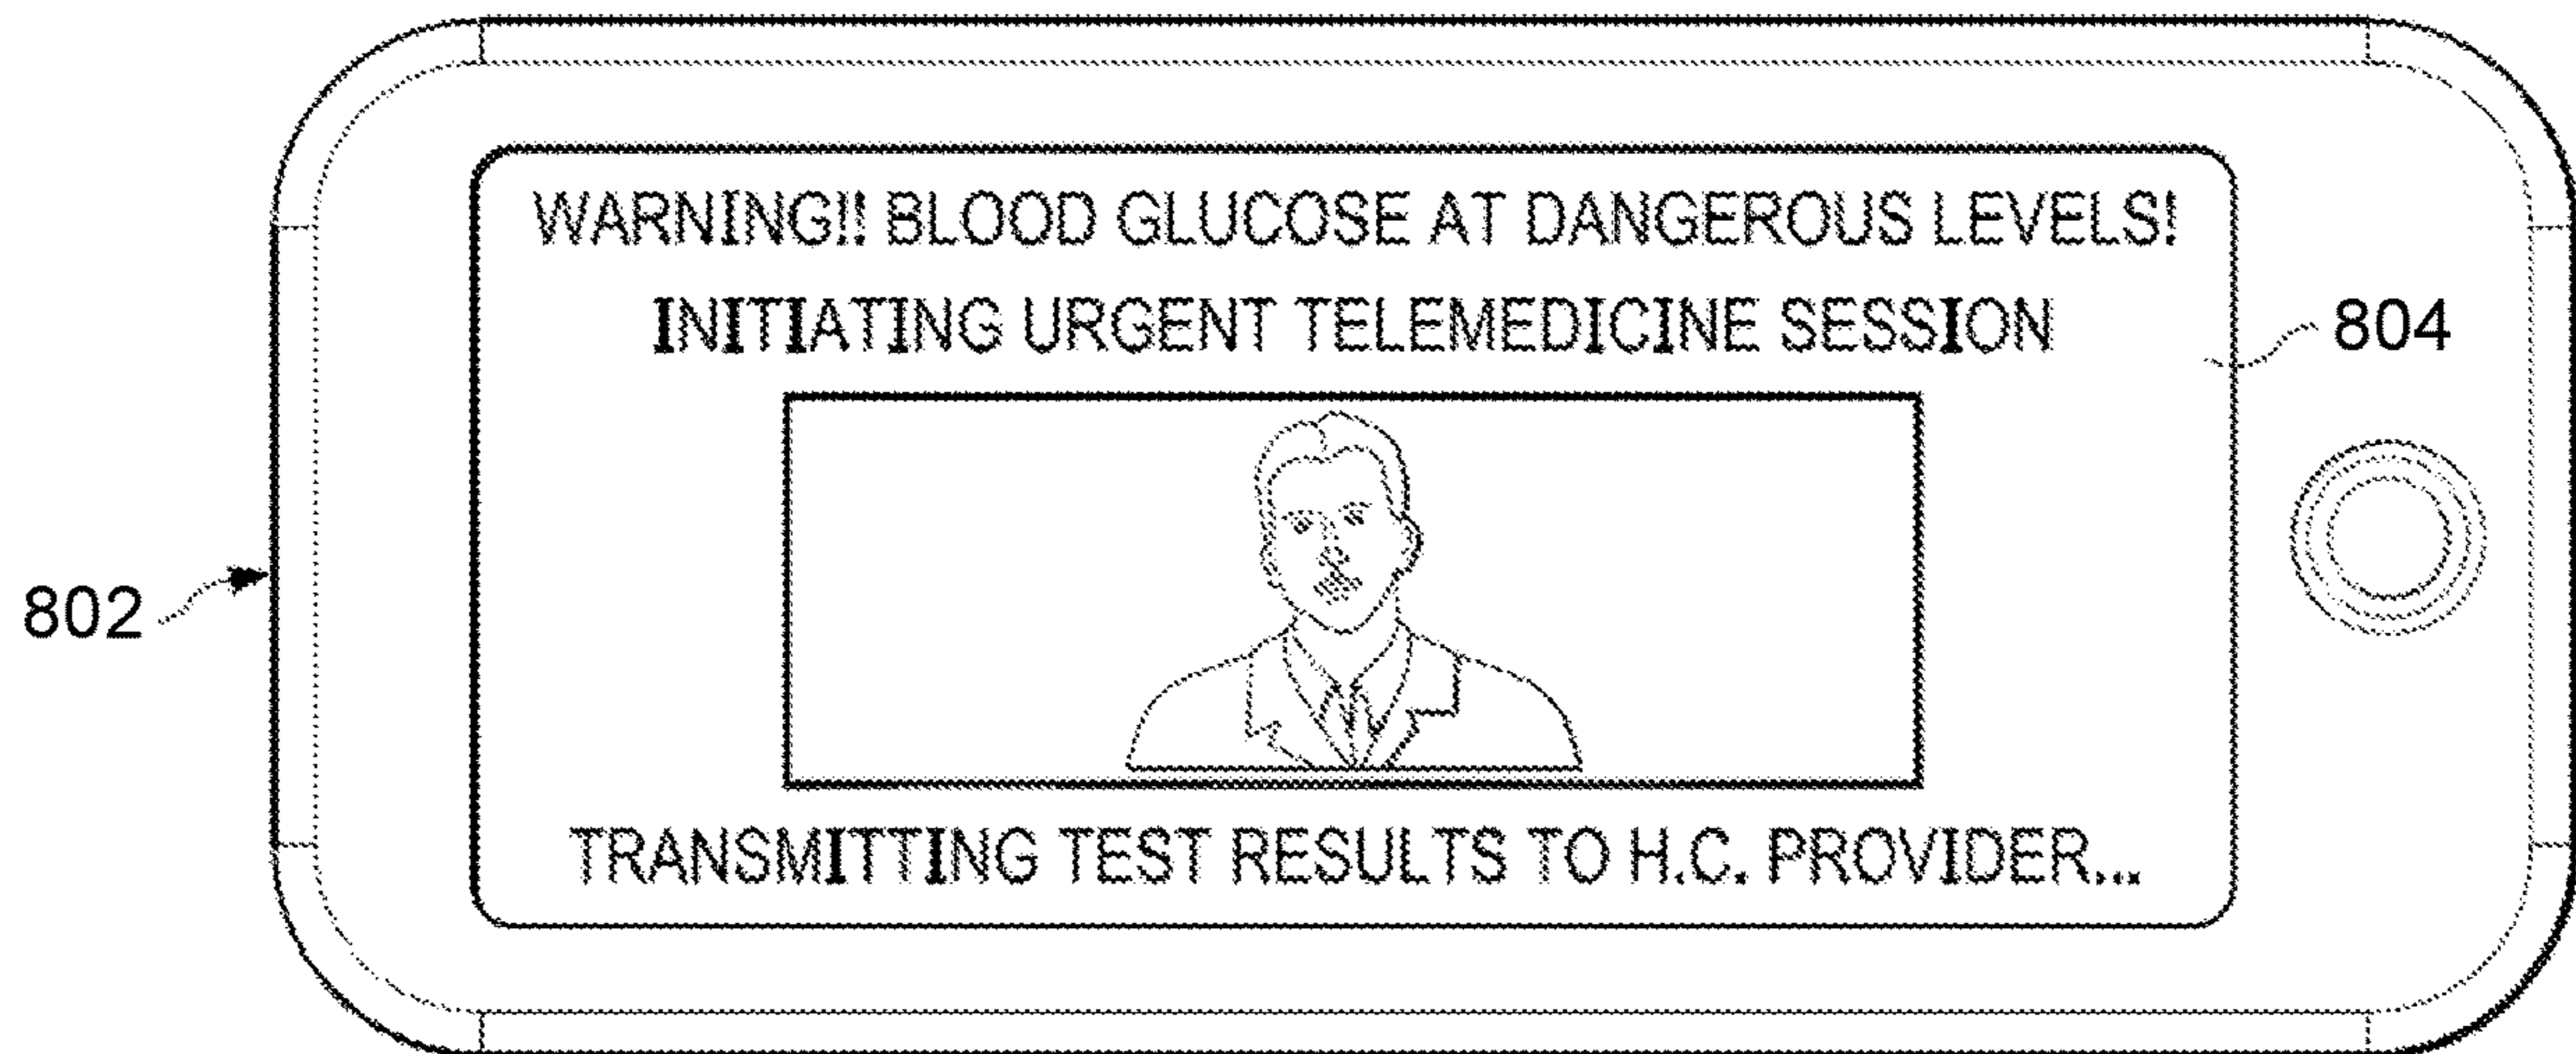 WARNING!! BLOOD GLUCOSE AT DANGEROUS LEVELS!
INITIATING URGENT TELEMEDICINE SESSION
804
802
TRANSMITTING TEST RESULTS TO H.C. PROVIDER...